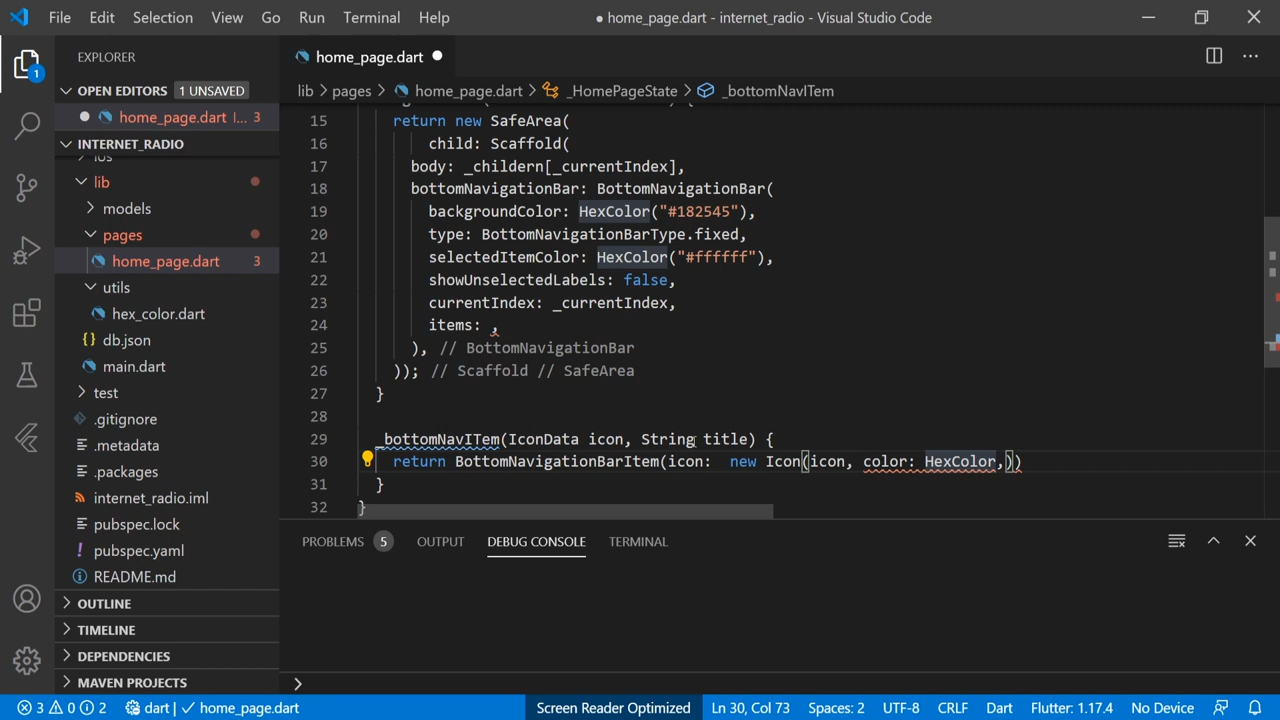 File Edit Selection View Go Run Terminal Help ● home_page.dart - internet_radio - Visual Studio Code
EXPLORER
OPEN EDITORS 1 UNSAVED
home_page.dart l... 3
INTERNET_RADIO
ios
lib
models
pages
home_page.dart 3
utils
hex_color.dart
{} db.json
main.dart
test
.gitignore
.metadata
.packages
internet_radio.iml
pubspec.lock
! pubspec.yaml
README.md
OUTLINE
TIMELINE
DEPENDENCIES
MAVEN PROJECTS
1
home_page.dart ●
lib > pages > home_page.dart > _HomePageState > _bottomNavITem
15 return new SafeArea(
16 child: Scaffold(
17 body: _childern[_currentIndex],
18 bottomNavigationBar: BottomNavigationBar(
19 backgroundColor: HexColor("#182545"),
20 type: BottomNavigationBarType.fixed,
21 selectedItemColor: HexColor("#ffffff"),
22 showUnselectedLabels: false,
23 currentIndex: _currentIndex,
24 items: ,
25 ), // BottomNavigationBar
26 )); // Scaffold // SafeArea
27 }
28
29 _bottomNavITem(IconData icon, String title) {
30 return BottomNavigationBarItem(icon:  new Icon(icon, color: HexColor,))
31 }
32 }
PROBLEMS 5 OUTPUT DEBUG CONSOLE TERMINAL
3 0 2 dart | ✓ home_page.dart Screen Reader Optimized Ln 30, Col 73 Spaces: 2 UTF-8 CRLF Dart Flutter: 1.17.4 No Device